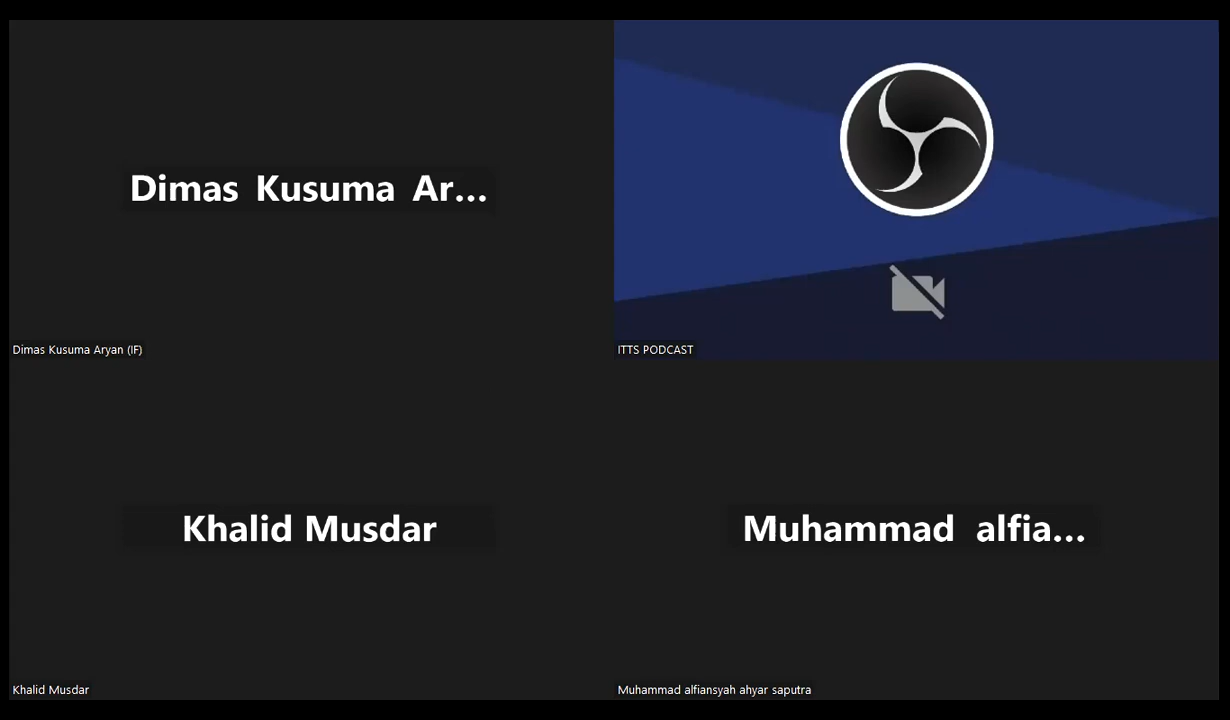 Dimas Kusuma Ar...
Dimas Kusuma Aryan (IF)
ITTS PODCAST
Khalid Musdar
Khalid Musdar
Muhammad alfia...
Muhammad alfiansyah ahyar saputra